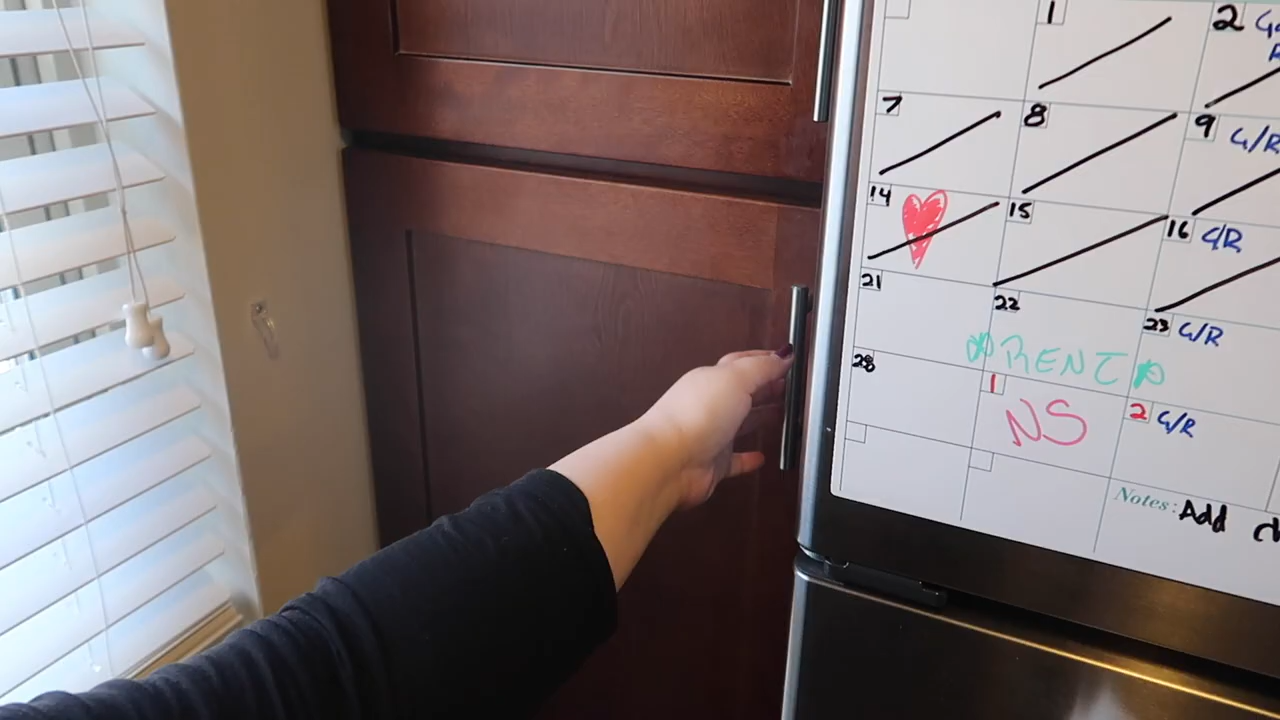 1
2
7
8
9 G/R
14
15
16 G/R
21
22
23 G/R
RENT
28
1
NS
2 G/R
Notes: Add